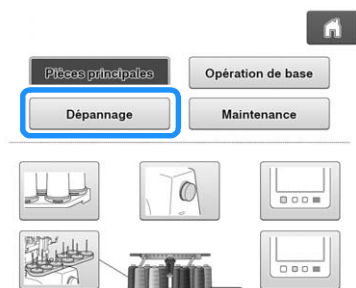 Pièces principales
Opération de base
Dépannage
Maintenance